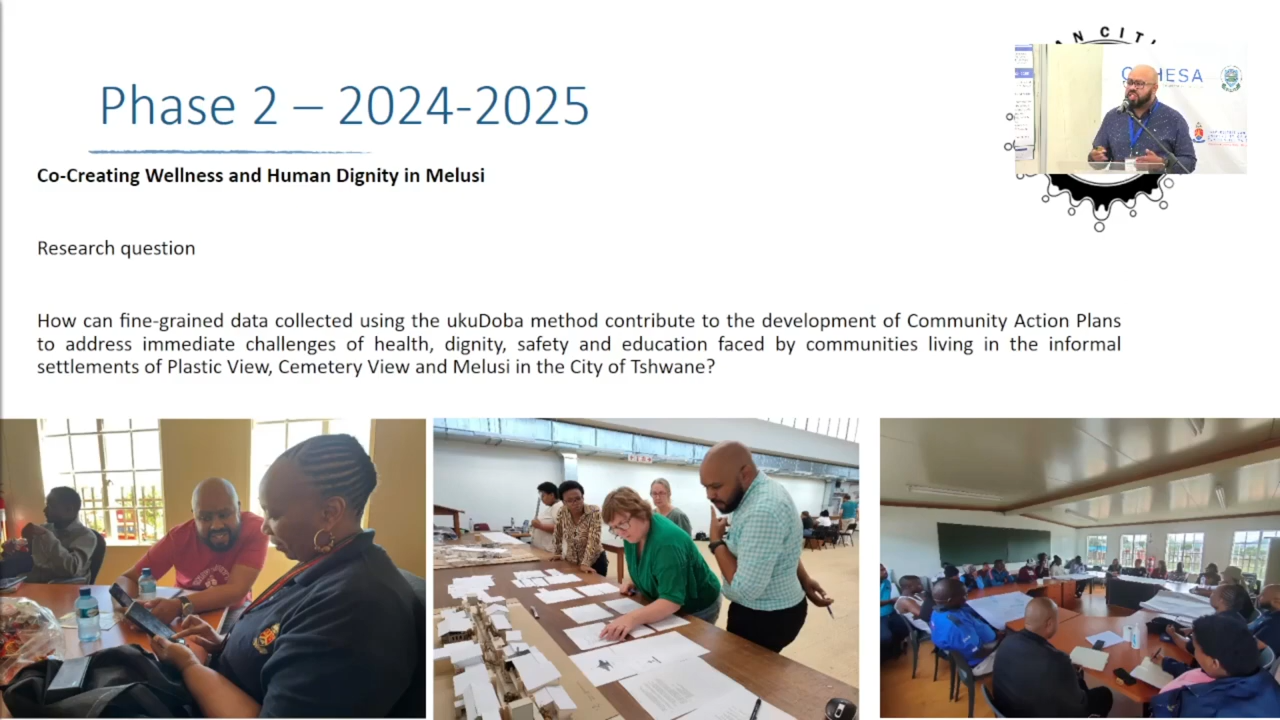 Phase 2 – 2024-2025
Co-Creating Wellness and Human Dignity in Melusi
Research question
How can fine-grained data collected using the ukuDoba method contribute to the development of Community Action Plans
to address immediate challenges of health, dignity, safety and education faced by communities living in the informal
settlements of Plastic View, Cemetery View and Melusi in the City of Tshwane?
N CIT
HESA